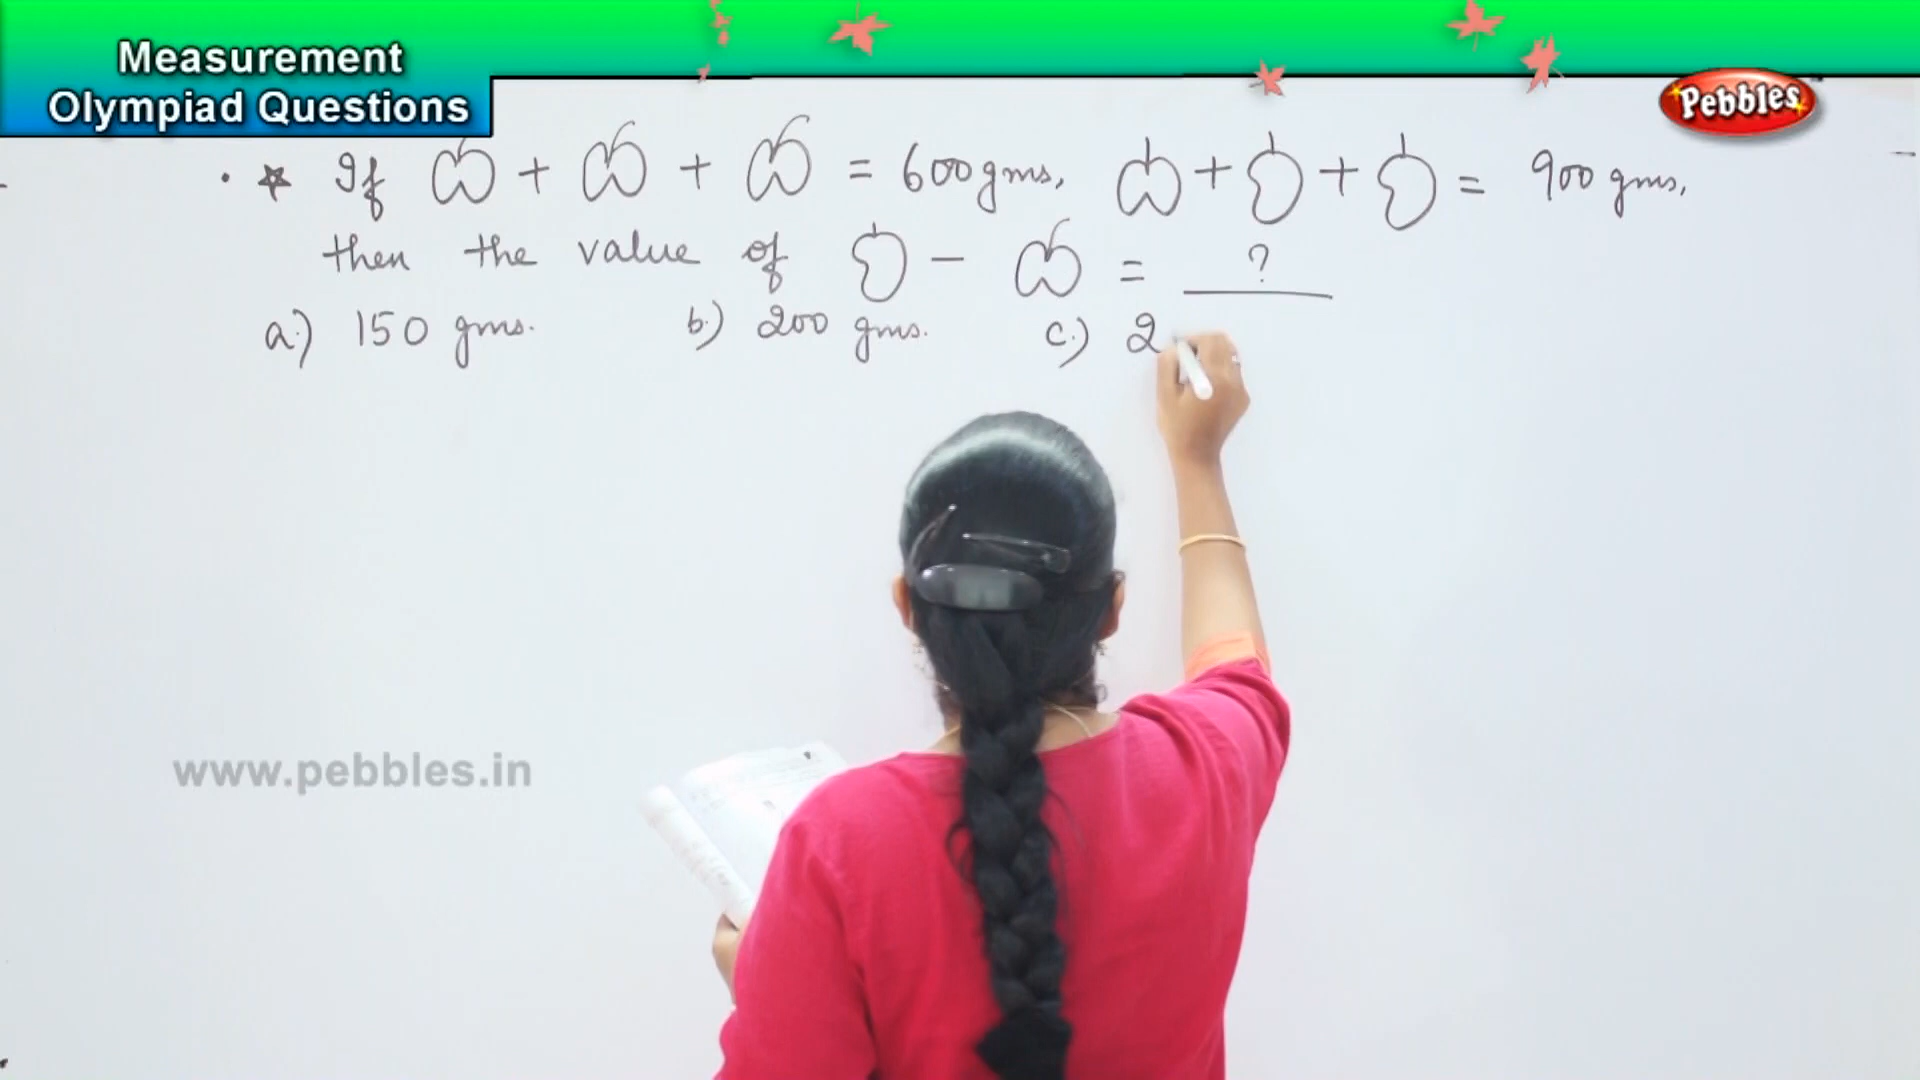 Measurement
Olympiad Questions
Pebbles
If + + = 600 gms, + + = 900 gms,
then the value of - = ?
a.) 150 gms. b.) 200 gms. c.) 2
www.pebbles.in